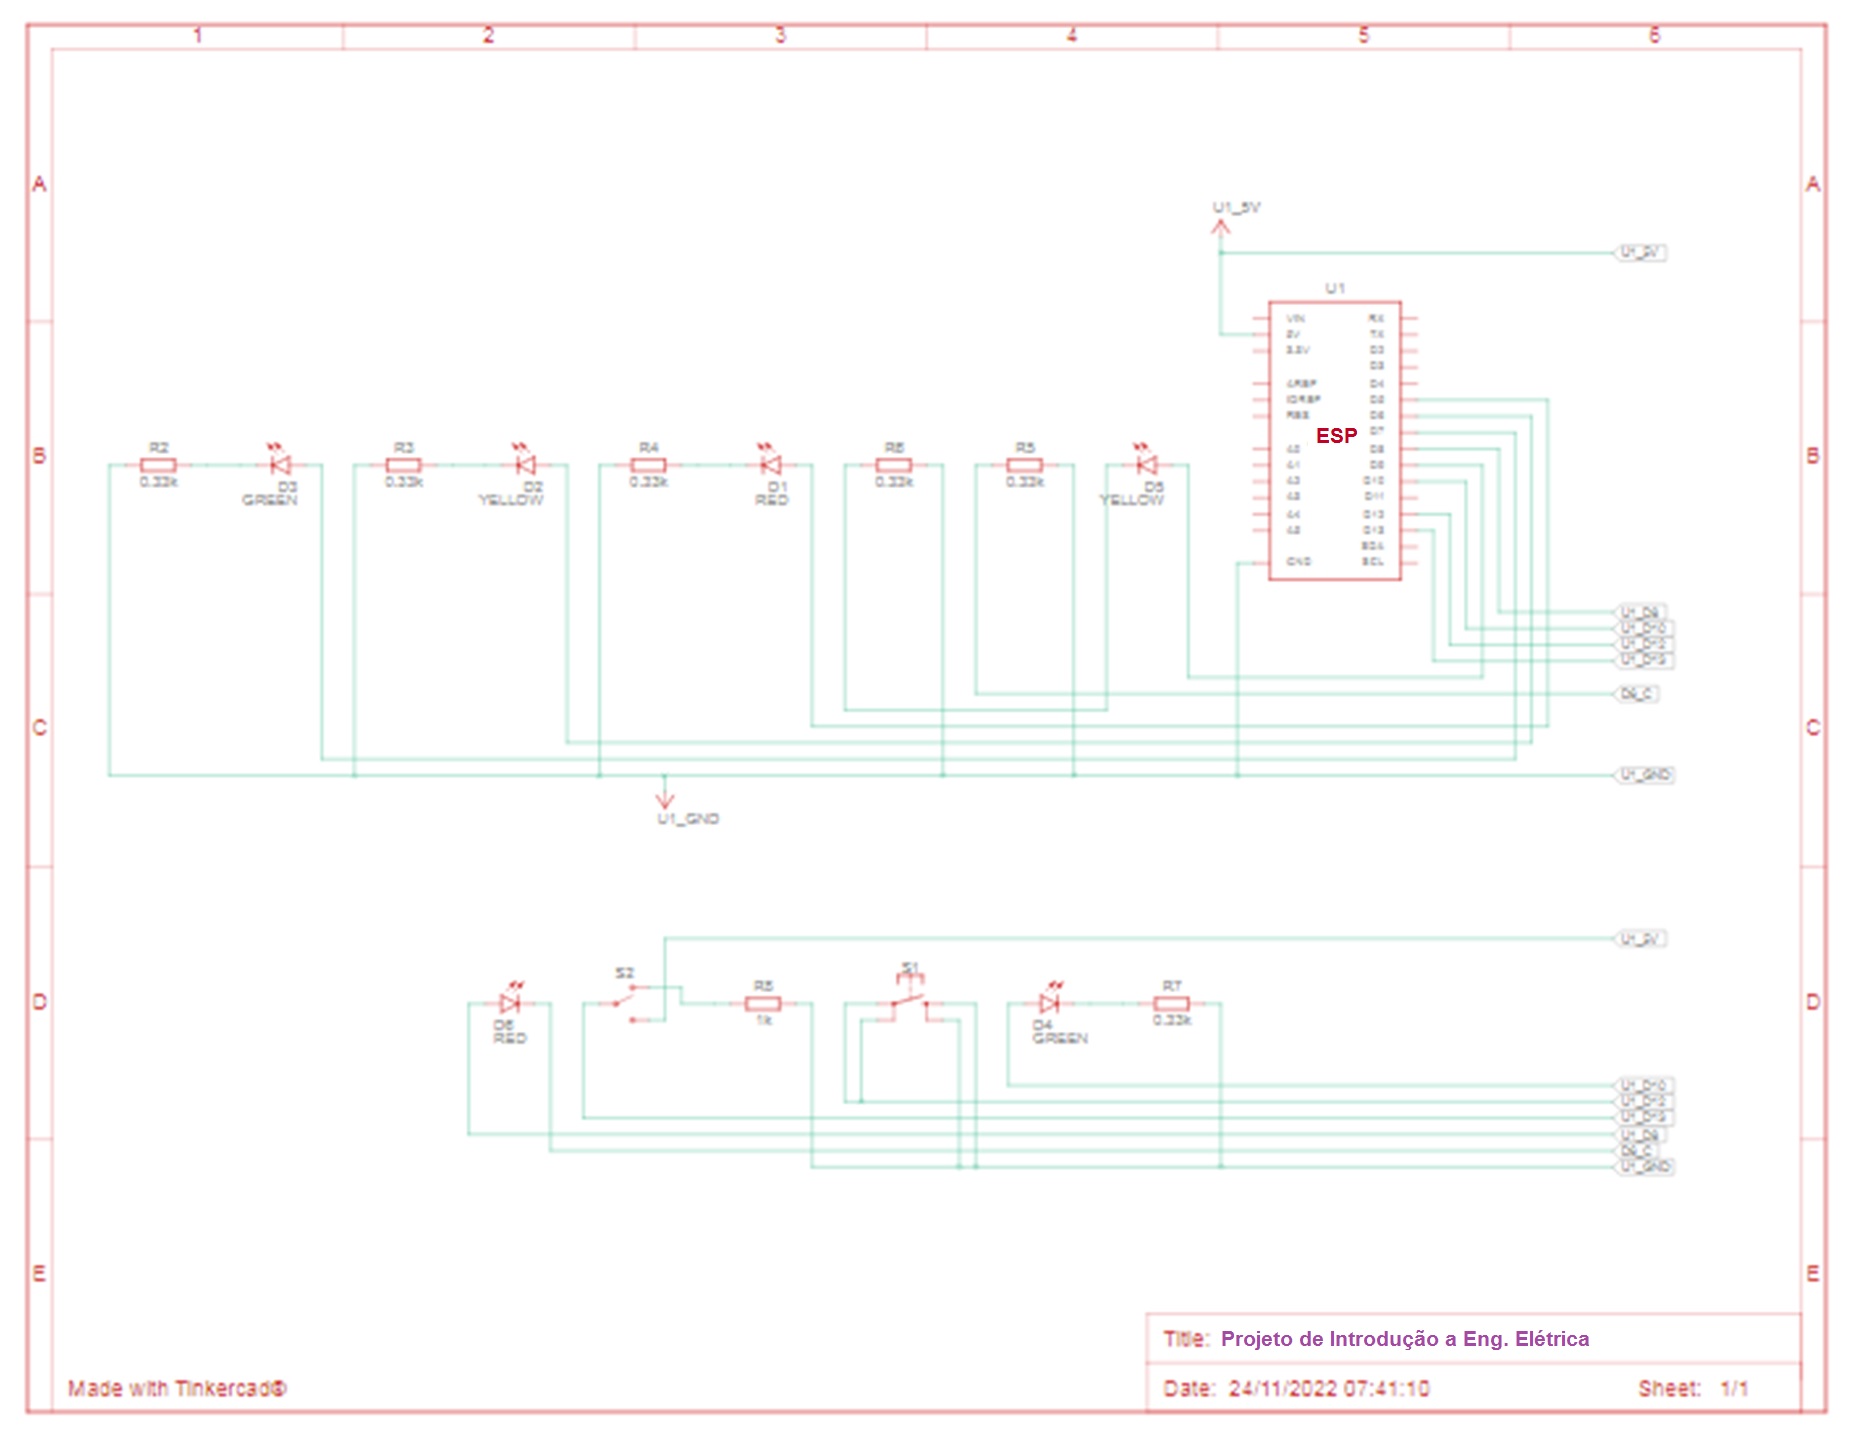 1 2 3 4 5 6
A A
U1_5V
U1_5V
U1
VIN RX
5V TX
3.3V D2
D3
AREF D4
IOREF D5
RES D6
ESP D7
B B
R2 R3 R4 R6 R5
A0 D8
A1 D9
A2 D10
A3 D11
A4 D12
A5 D13
SDA
GND SCL
0.33k 0.33k 0.33k 0.33k 0.33k
D3 D2 D1 D5
GREEN YELLOW RED YELLOW
U1_D10
U1_D12
U1_D13
C C
U1_GND
U1_GND
U1_5V
S2 S1
R8 R7
D D
1k 0.33k
D4
RED GREEN
U1_D10
U1_D12
U1_D13
U1_GND
E E
Title: Projeto de Introdução a Eng. Elétrica
Made with Tinkercad®
Date: 24/11/2022 07:41:10 Sheet: 1/1